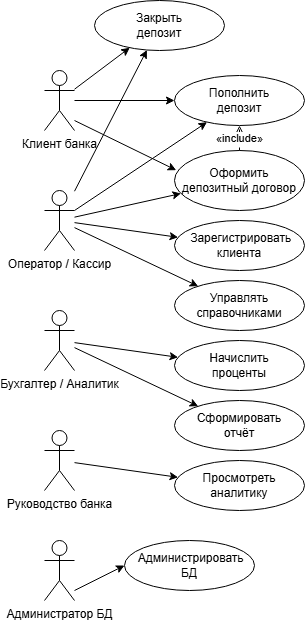 Закрыть
депозит
Пополнить
депозит
Клиент банка
«include»
Оформить
депозитный договор
Зарегистрировать
клиента
Оператор / Кассир
Управлять
справочниками
Начислить
проценты
Бухгалтер / Аналитик
Сформировать
отчёт
Просмотреть
аналитику
Руководство банка
Администрировать
БД
Администратор БД